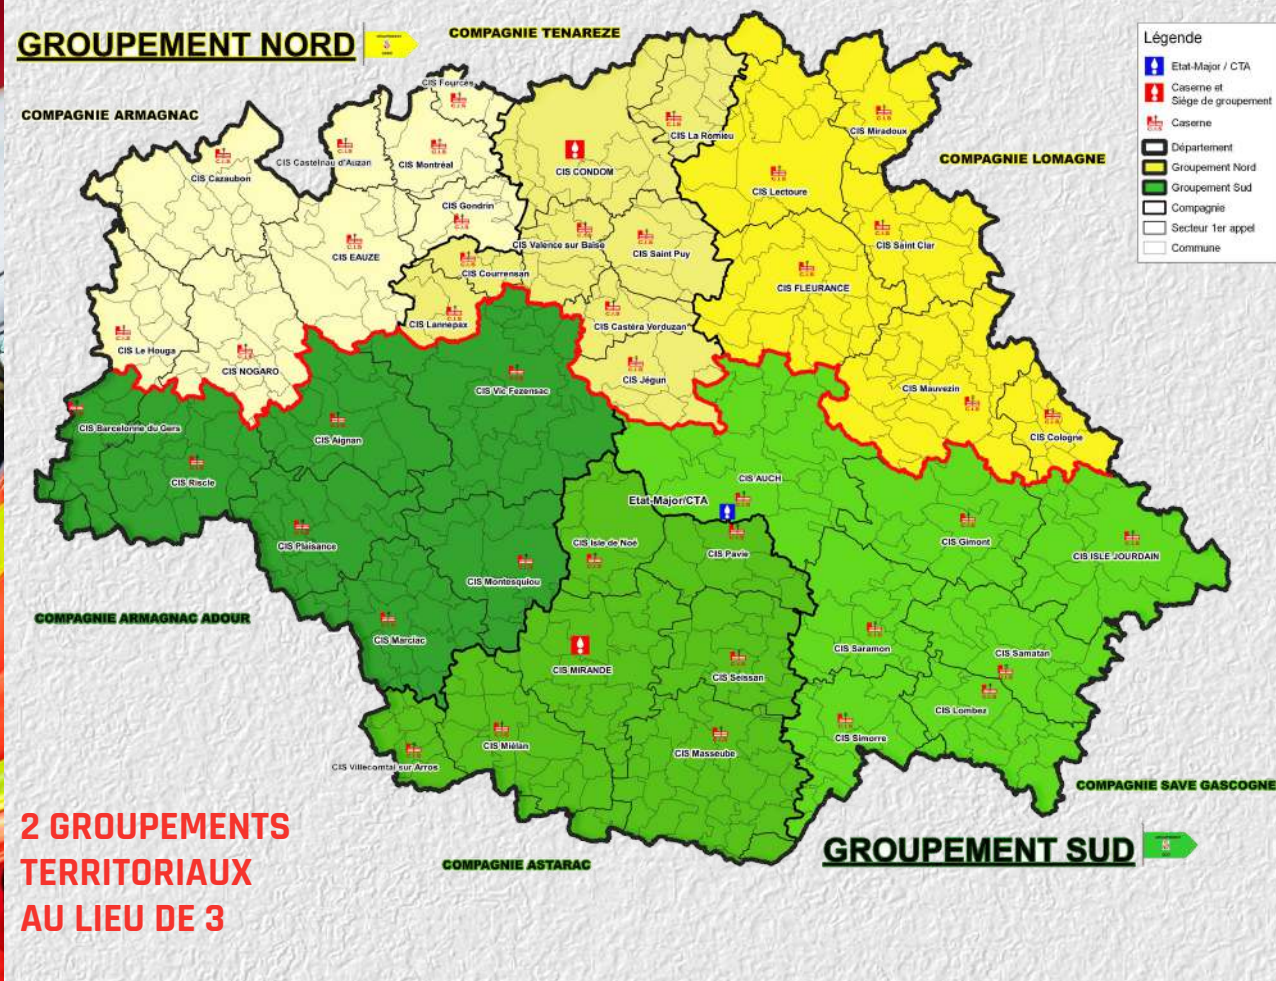 GROUPEMENT NORD
COMPAGNIE TENAREZE
COMPAGNIE ARMAGNAC
COMPAGNIE LOMAGNE
Légende
Etat-Major / CTA
Caserne et
Siège de groupement
Caserne
Département
Groupement Nord
Groupement Sud
Compagnie
Secteur 1er appel
Commune
CIS Fourcès
CIS La Romieu
CIS Miradoux
CIS Castelnau d'Auzan
CIS Montréal
CIS CONDOM
CIS Cazaubon
CIS Lectoure
CIS Gondrin
CIS Valence sur Baïse
CIS Saint Puy
CIS Saint Clar
CIS EAUZE
CIS Courrensan
CIS FLEURANCE
CIS Lannepax
CIS Castéra Verduzan
CIS Le Houga
CIS NOGARO
CIS Jégun
CIS Mauvezin
CIS Vic Fezensac
CIS Barcelonne du Gers
CIS Aignan
CIS Cologne
CIS Riscle
CIS AUCH
Etat-Major/CTA
CIS Plaisance
CIS Isle de Noé
CIS Pavie
CIS Gimont
CIS ISLE JOURDAIN
CIS Montesquiou
COMPAGNIE ARMAGNAC ADOUR
CIS Marciac
CIS MIRANDE
CIS Seissan
CIS Saramon
CIS Samatan
CIS Lombez
CIS Simorre
CIS Miélan
CIS Masseube
CIS Villecomtal sur Arros
COMPAGNIE SAVE GASCOGNE
2 GROUPEMENTS
TERRITORIAUX
AU LIEU DE 3
COMPAGNIE ASTARAC
GROUPEMENT SUD